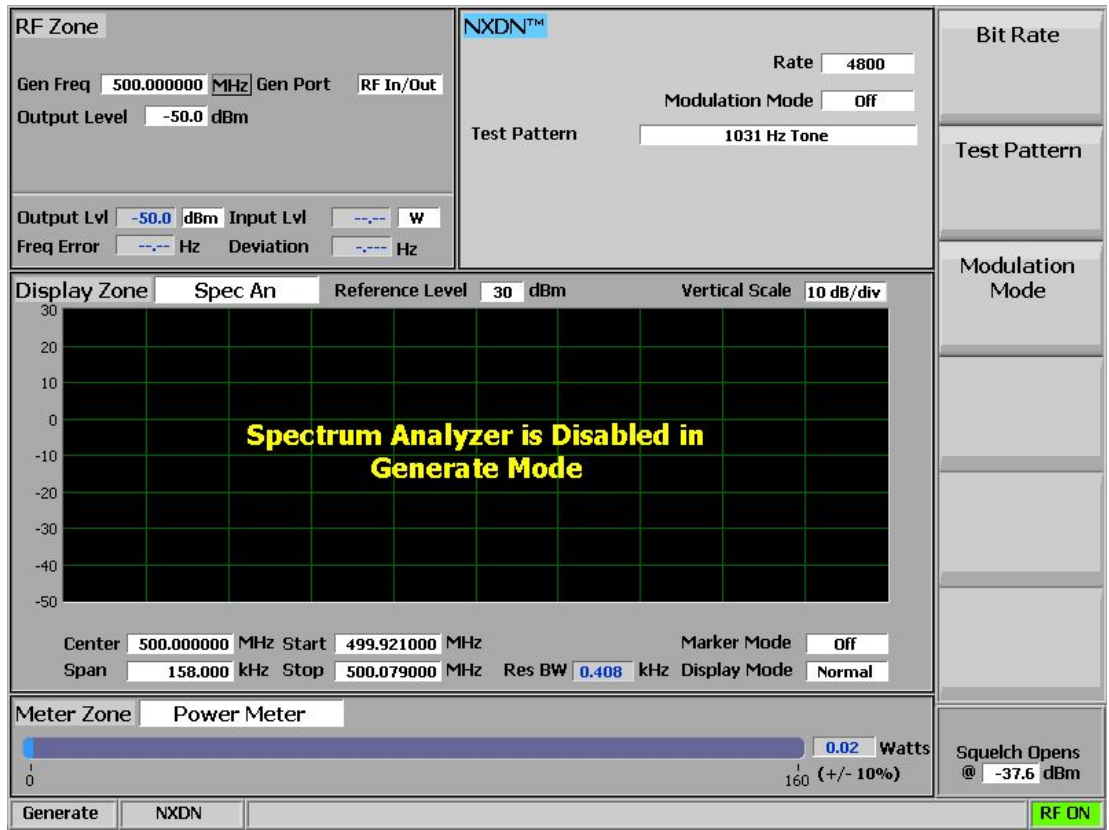 RF Zone
Gen Freq 500.000000 MHz Gen Port RF In/Out
Output Level -50.0 dBm
Output Lvl -50.0 dBm Input Lvl --.-- W
Freq Error --.-- Hz Deviation -.--- Hz
NXDN™
Rate 4800
Modulation Mode Off
Test Pattern 1031 Hz Tone
Display Zone Spec An Reference Level 30 dBm Vertical Scale 10 dB/div
30
20
10
0
-10
-20
-30
-40
-50
Spectrum Analyzer is Disabled in
Generate Mode
Center 500.000000 MHz Start 499.921000 MHz Marker Mode Off
Span 158.000 kHz Stop 500.079000 MHz Res BW 0.408 kHz Display Mode Normal
Meter Zone Power Meter
0.02 Watts
0 160 (+/- 10%)
Bit Rate
Test Pattern
Modulation
Mode
Squelch Opens
@ -37.6 dBm
Generate NXDN RF ON